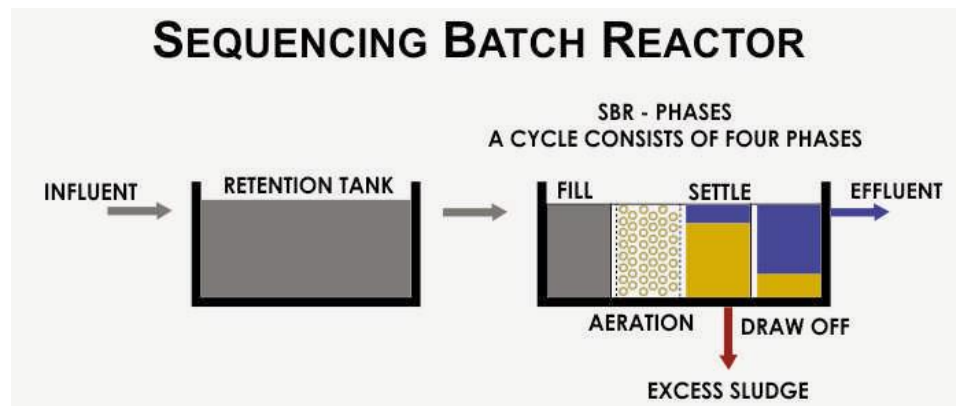 SEQUENCING BATCH REACTOR
SBR - PHASES
A CYCLE CONSISTS OF FOUR PHASES
INFLUENT
RETENTION TANK
FILL
SETTLE
EFFLUENT
AERATION
DRAW OFF
EXCESS SLUDGE